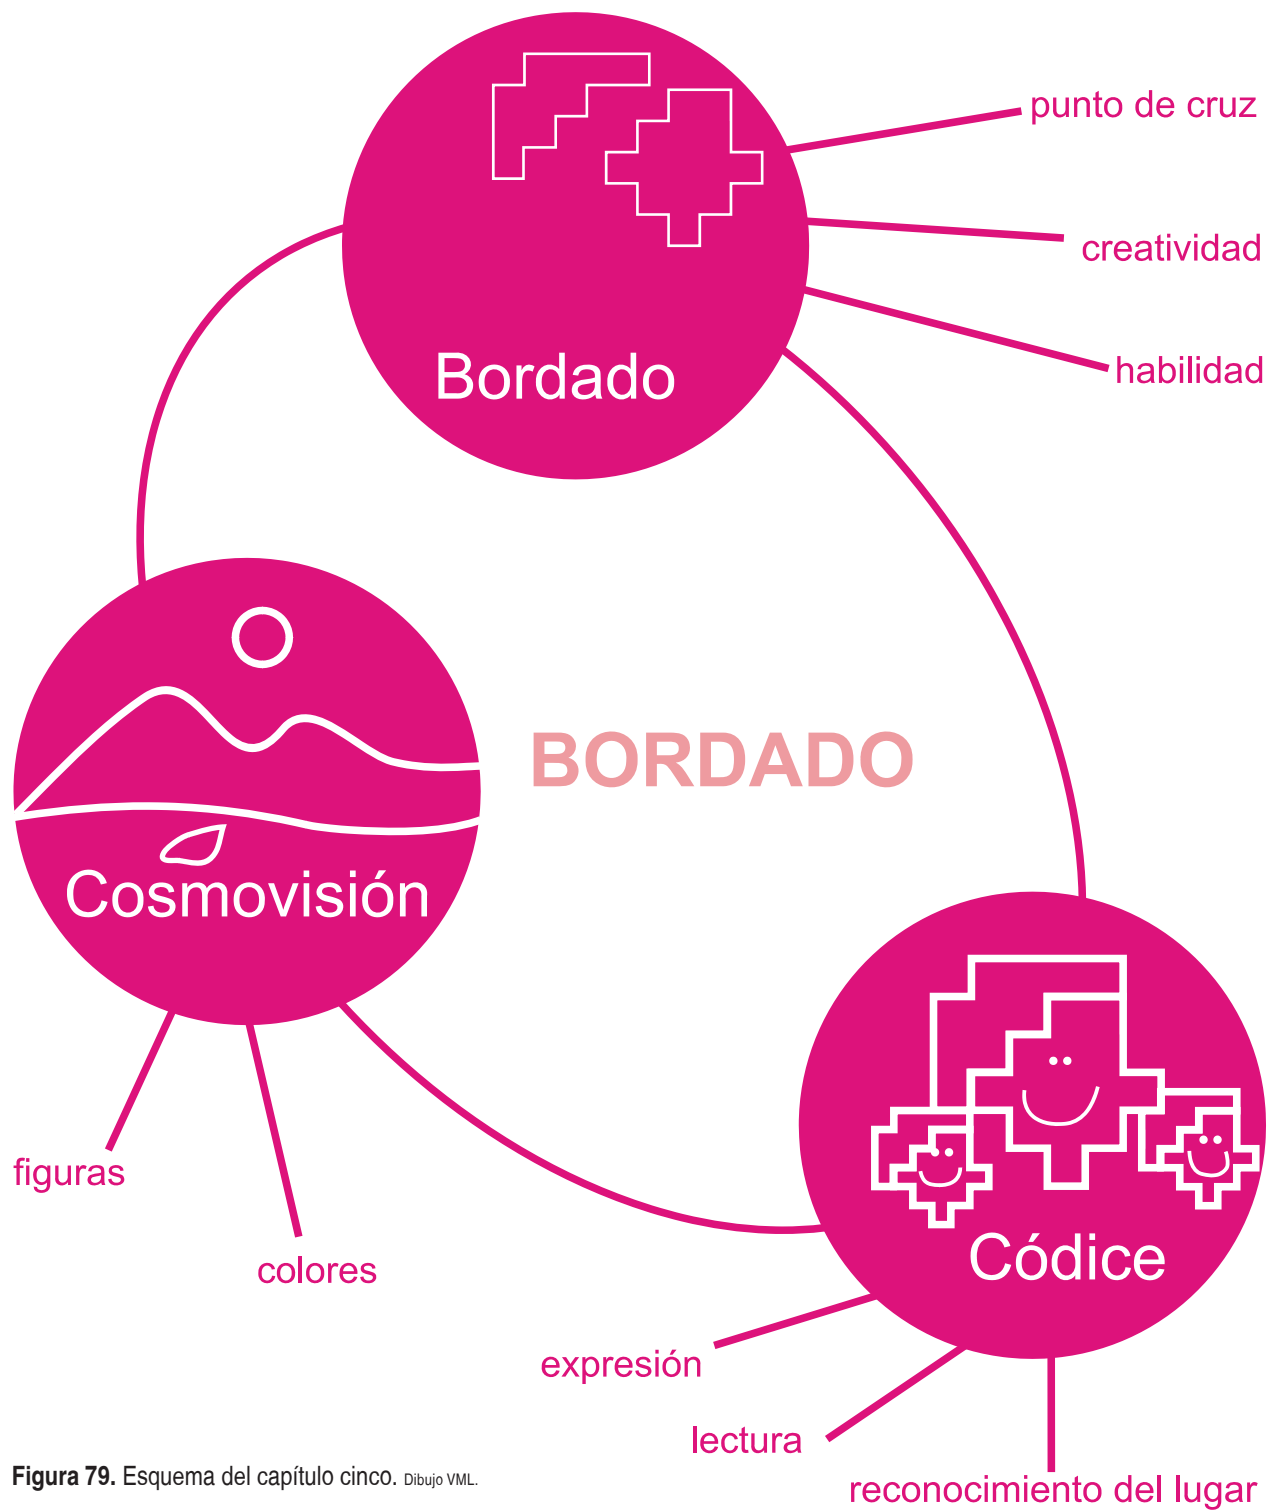 punto de cruz
creatividad
habilidad
Bordado
BORDADO
Cosmovisión
figuras
colores
Códice
expresión
lectura
reconocimiento del lugar
Figura 79. Esquema del capítulo cinco. Dibujo VML.